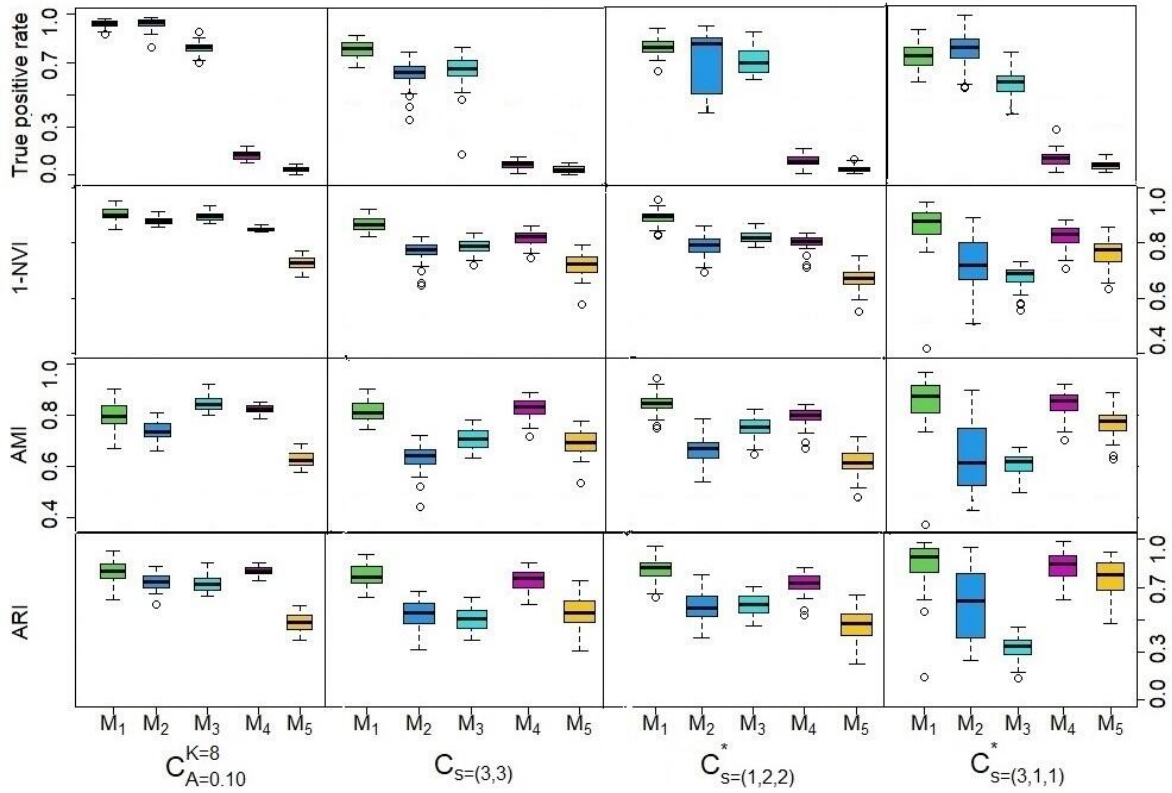 True positive rate
1.0
0.7
0.3
0.0
1-NVI
1.0
0.8
0.6
0.4
AMI
1.0
0.8
0.6
0.4
ARI
1.0
0.7
0.3
0.0
M1 M2 M3 M4 M5 M1 M2 M3 M4 M5 M1 M2 M3 M4 M5 M1 M2 M3 M4 M5
C K=8 A=0.10 C s=(3,3) C* s=(1,2,2) C* s=(3,1,1)